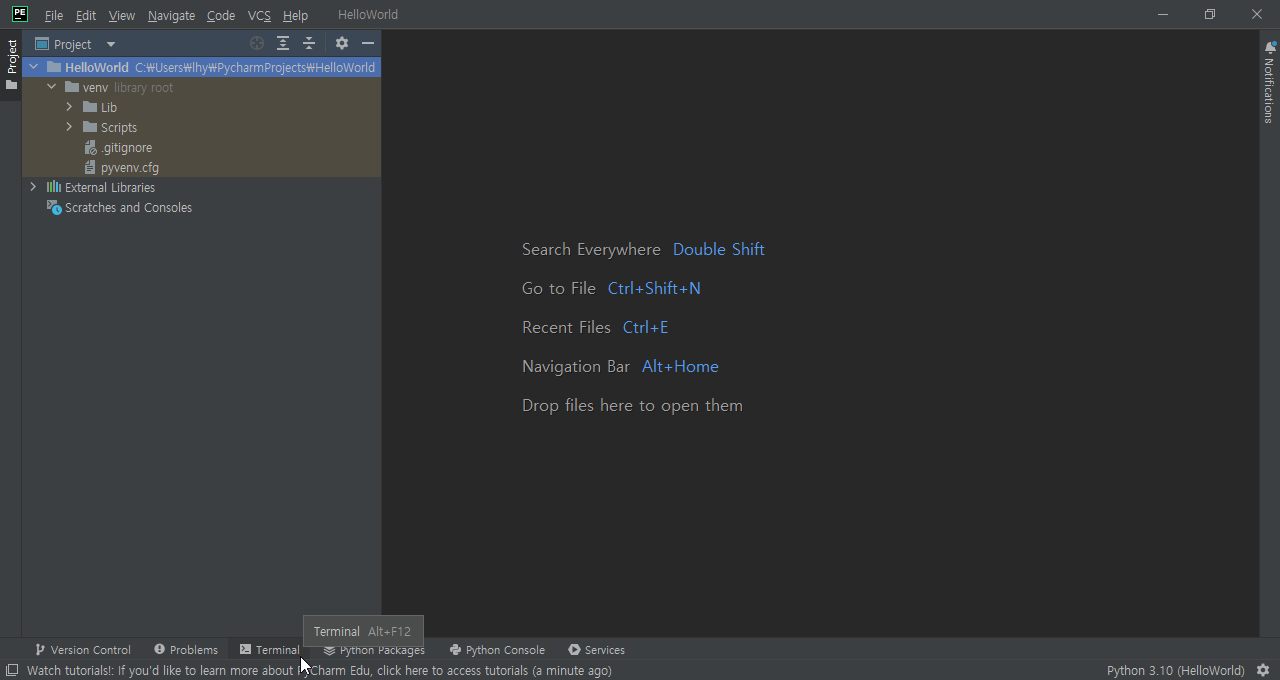 PE File Edit View Navigate Code VCS Help HelloWorld
Project
Project
HelloWorld C:₩Users₩lhy₩PycharmProjects₩HelloWorld
venv library root
Lib
Scripts
.gitignore
pyvenv.cfg
External Libraries
Scratches and Consoles
Search Everywhere Double Shift
Go to File Ctrl+Shift+N
Recent Files Ctrl+E
Navigation Bar Alt+Home
Drop files here to open them
Notifications
Terminal Alt+F12
Version Control Problems Terminal Python Packages Python Console Services
Watch tutorials!: If you'd like to learn more about PyCharm Edu, click here to access tutorials (a minute ago) Python 3.10 (HelloWorld)